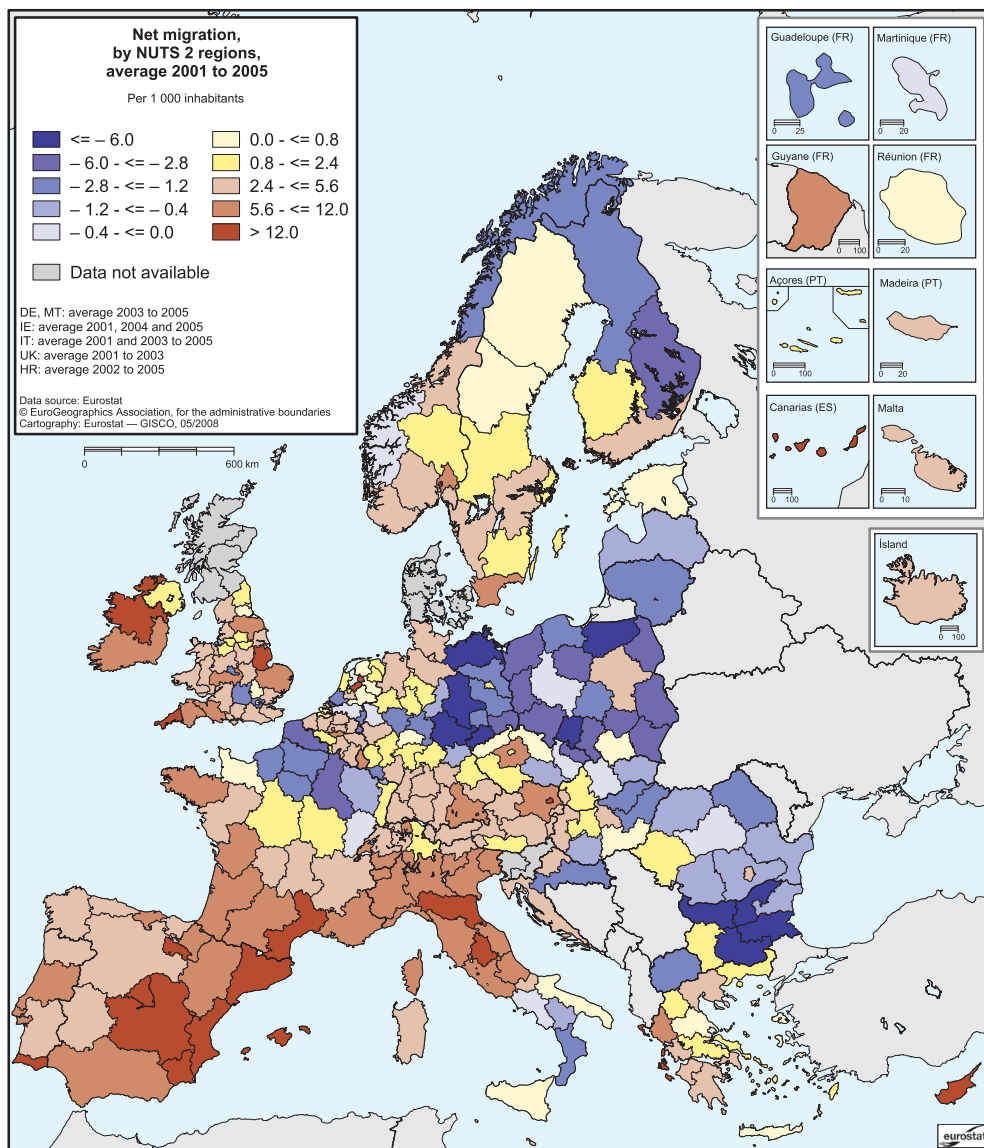 Net migration,
by NUTS 2 regions,
average 2001 to 2005
Per 1 000 inhabitants
<= – 6.0
– 6.0 - <= – 2.8
– 2.8 - <= – 1.2
– 1.2 - <= – 0.4
– 0.4 - <= 0.0
0.0 - <= 0.8
0.8 - <= 2.4
2.4 - <= 5.6
5.6 - <= 12.0
> 12.0
Data not available
DE, MT: average 2003 to 2005
IE: average 2001, 2004 and 2005
IT: average 2001 and 2003 to 2005
UK: average 2001 to 2003
HR: average 2002 to 2005
Data source: Eurostat
© EuroGeographics Association, for the administrative boundaries
Cartography: Eurostat — GISCO, 05/2008
0 600 km
Guadeloupe (FR)
0 25
Martinique (FR)
0 20
Guyane (FR)
0 100
Réunion (FR)
0 20
Açores (PT)
0 100
Madeira (PT)
0 20
Canarias (ES)
0 100
Malta
0 10
Ísland
0 100
eurostat